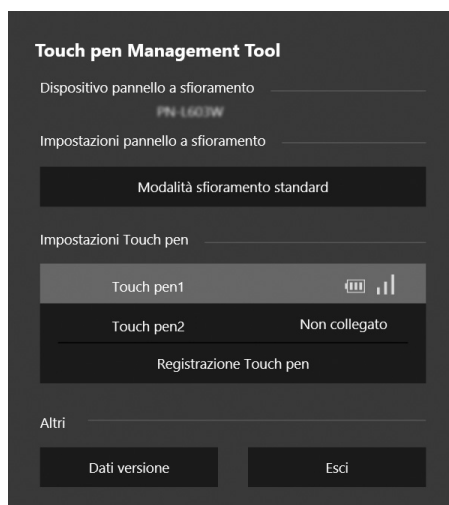 Touch pen Management Tool
Dispositivo pannello a sfioramento
PN-L603W
Impostazioni pannello a sfioramento
Modalità sfioramento standard
Impostazioni Touch pen
Touch pen1
Touch pen2 Non collegato
Registrazione Touch pen
Altri
Dati versione Esci